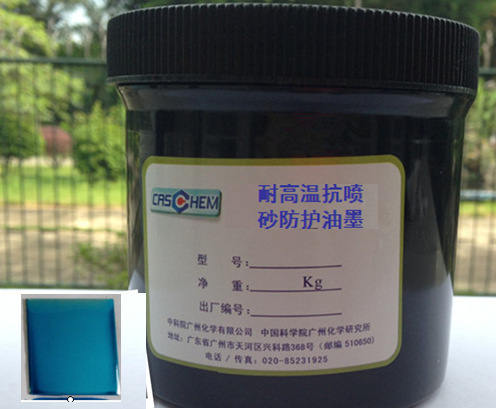 CASCHEM
耐高温抗喷
砂防护油墨
型 号:
净 重: Kg
出厂编号:
中科院广州化学有限公司 中国科学院广州化学研究所
地址:广东省广州市天河区兴科路368号(邮编 510650)
电话 / 传真:020-85231925